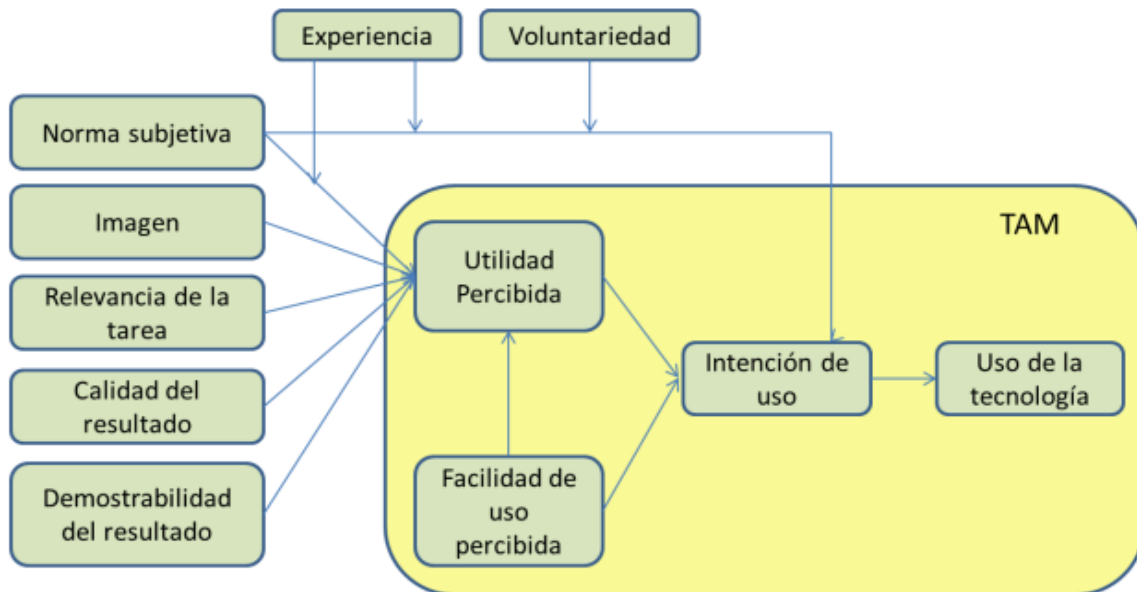 Experiencia
Voluntariedad
Norma subjetiva
Imagen
Relevancia de la
tarea
Calidad del
resultado
Demostrabilidad
del resultado
TAM
Utilidad
Percibida
Facilidad de
uso
percibida
Intención de
uso
Uso de la
tecnología